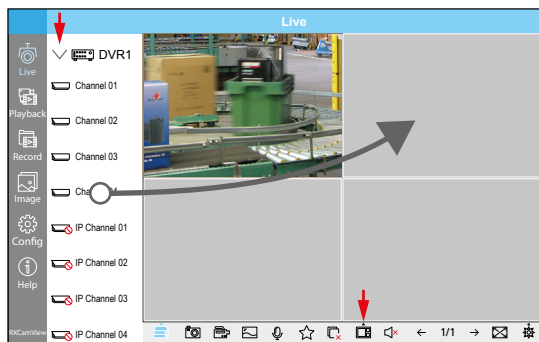 Live
DVR1
Live
Channel 01
Playback
Channel 02
Record
Channel 03
Image
Config
IP Channel 01
Help
IP Channel 02
IP Channel 03
RXCamView
IP Channel 04
1/1